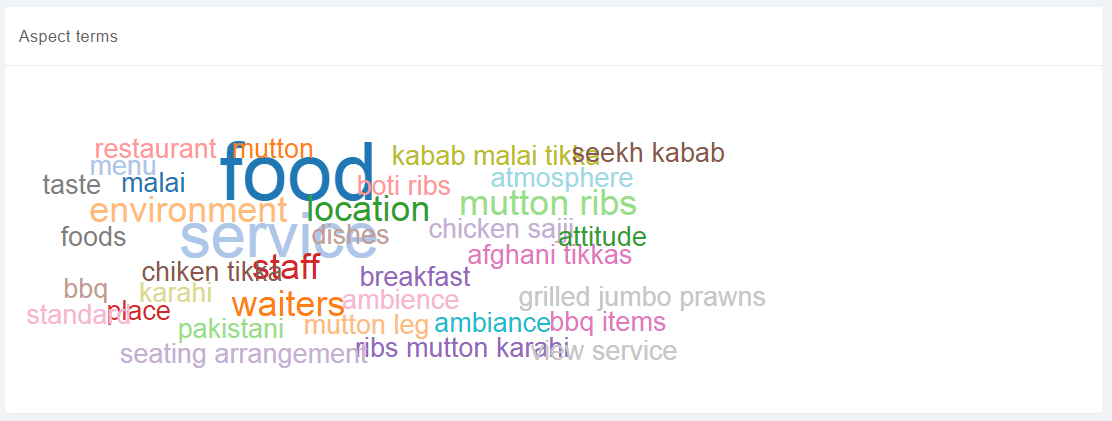 Aspect terms
restaurant
mutton
food
kabab malai tikka
seekh kabab
menu
taste
malai
boti ribs
atmosphere
environment
location
mutton ribs
foods
service
dishes
chicken sajji
attitude
afghani tikkas
chiken tikka
staff
breakfast
bbq
karahi
waiters
ambience
grilled jumbo prawns
standard
place
pakistani
mutton leg
ambiance
bbq items
seating arrangement
ribs mutton karahi
view service